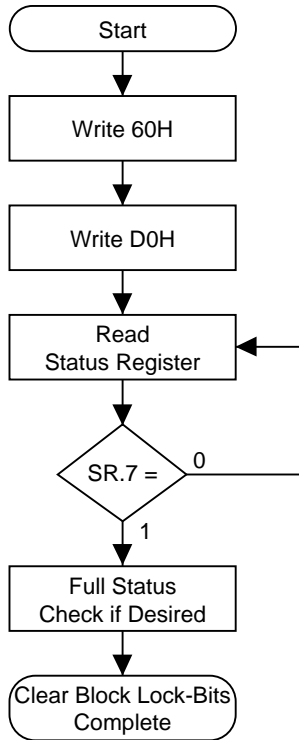 Start
Write 60H
Write D0H
Read
Status Register
SR.7 =
0
1
Full Status
Check if Desired
Clear Block Lock-Bits
Complete